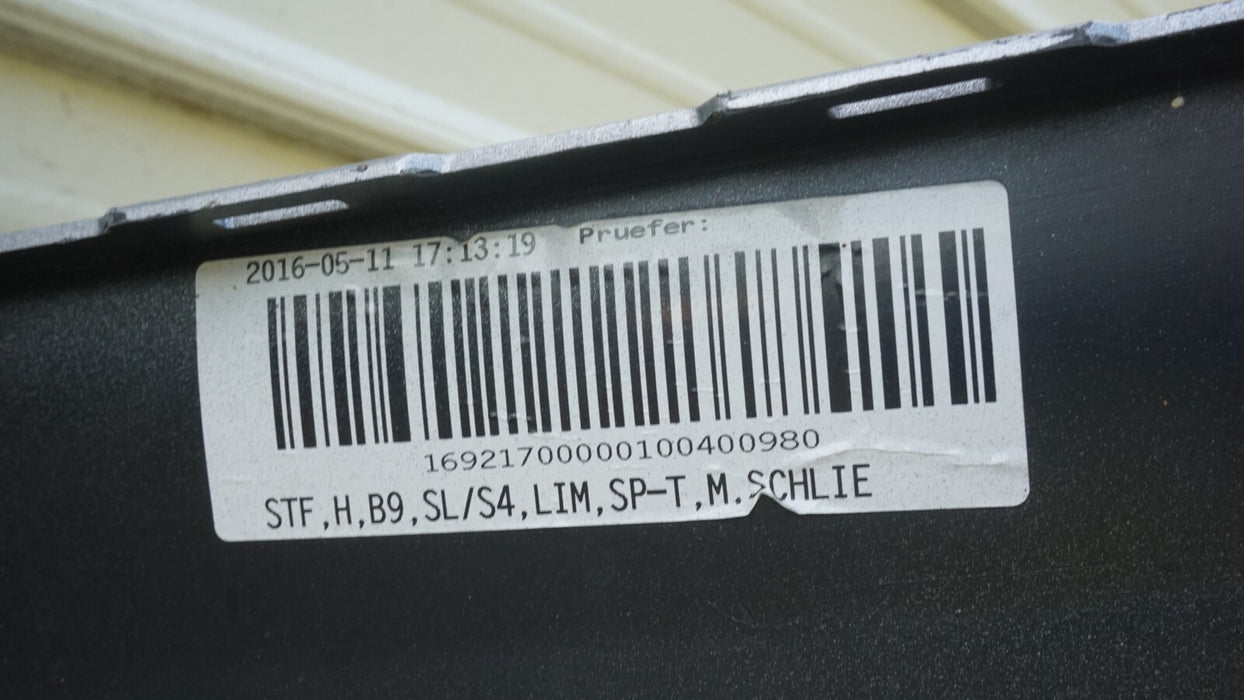 2016-05-11 17:13:19 Pruefer:
16921700000100400980
STF,H,B9,SL/S4,LIM,SP-T,M.SCHLIE